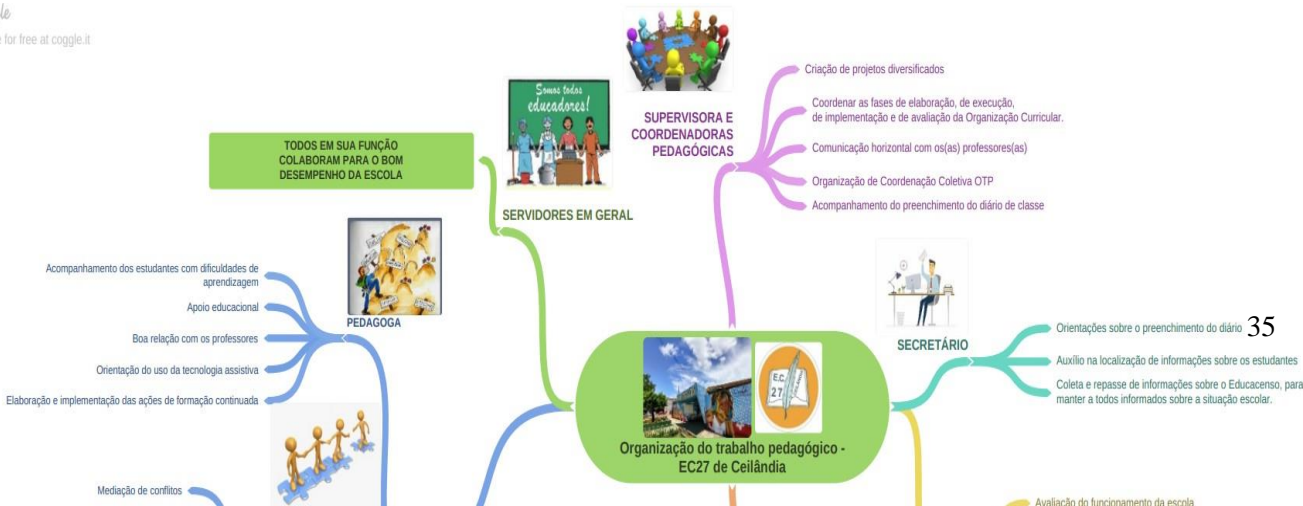 le
e for free at coggle.it
Somos todos
educadores!
SUPERVISORA E
COORDENADORAS
PEDAGÓGICAS
Criação de projetos diversificados
Coordenar as fases de elaboração, de execução,
de implementação e de avaliação da Organização Curricular.
Comunicação horizontal com os(as) professores(as)
Organização de Coordenação Coletiva OTP
Acompanhamento do preenchimento do diário de classe
TODOS EM SUA FUNÇÃO
COLABORAM PARA O BOM
DESEMPENHO DA ESCOLA
SERVIDORES EM GERAL
Acompanhamento dos estudantes com dificuldades de
aprendizagem
Apoio educacional
Boa relação com os professores
Orientação do uso da tecnologia assistiva
Elaboração e implementação das ações de formação continuada
PEDAGOGA
SECRETÁRIO
Orientações sobre o preenchimento do diário 35
Auxílio na localização de informações sobre os estudantes
Coleta e repasse de informações sobre o Educacenso, para
manter a todos informados sobre a situação escolar.
E.C.
27
Organização do trabalho pedagógico -
EC27 de Ceilândia
Mediação de conflitos
Avaliação do funcionamento da escola